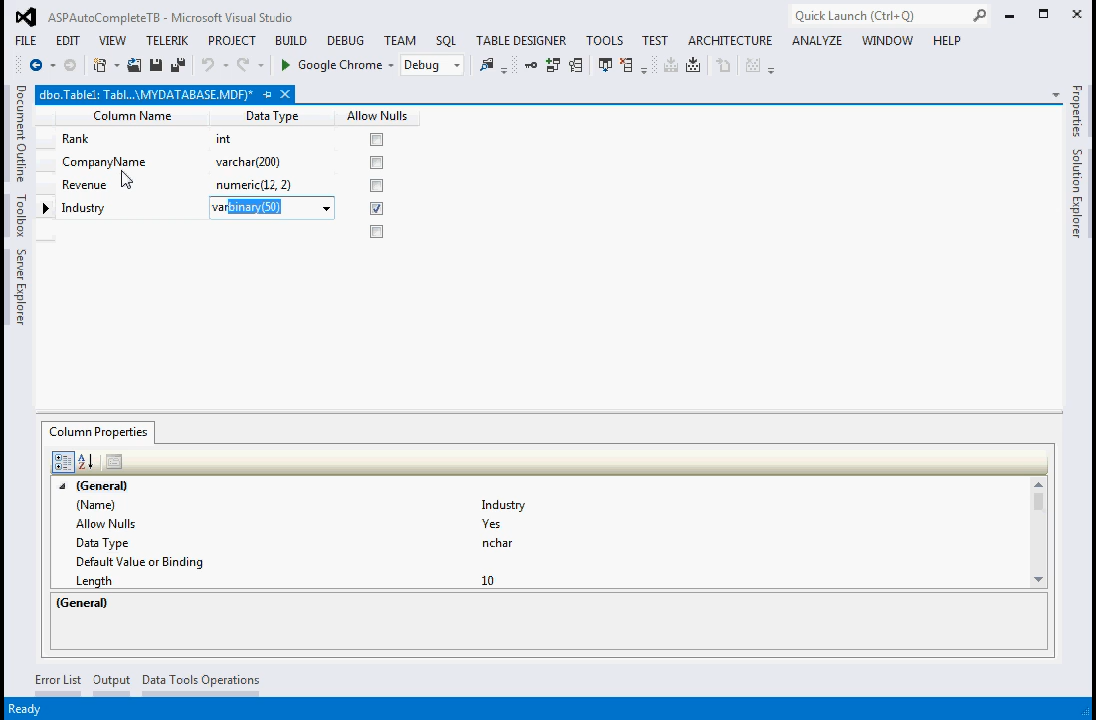 ASPAutoCompleteTB - Microsoft Visual Studio
Quick Launch (Ctrl+Q)
FILE EDIT VIEW TELERIK PROJECT BUILD DEBUG TEAM SQL TABLE DESIGNER TOOLS TEST ARCHITECTURE ANALYZE WINDOW HELP
Google Chrome Debug
dbo.Table1: Tabl...\MYDATABASE.MDF)*
Column Name Data Type Allow Nulls
Rank int
CompanyName varchar(200)
Revenue numeric(12, 2)
Industry varbinary(50)
Document Outline
Toolbox
Server Explorer
Properties
Solution Explorer
Column Properties
A
Z
(General)
(Name) Industry
Allow Nulls Yes
Data Type nchar
Default Value or Binding
Length 10
(General)
Error List Output Data Tools Operations
Ready